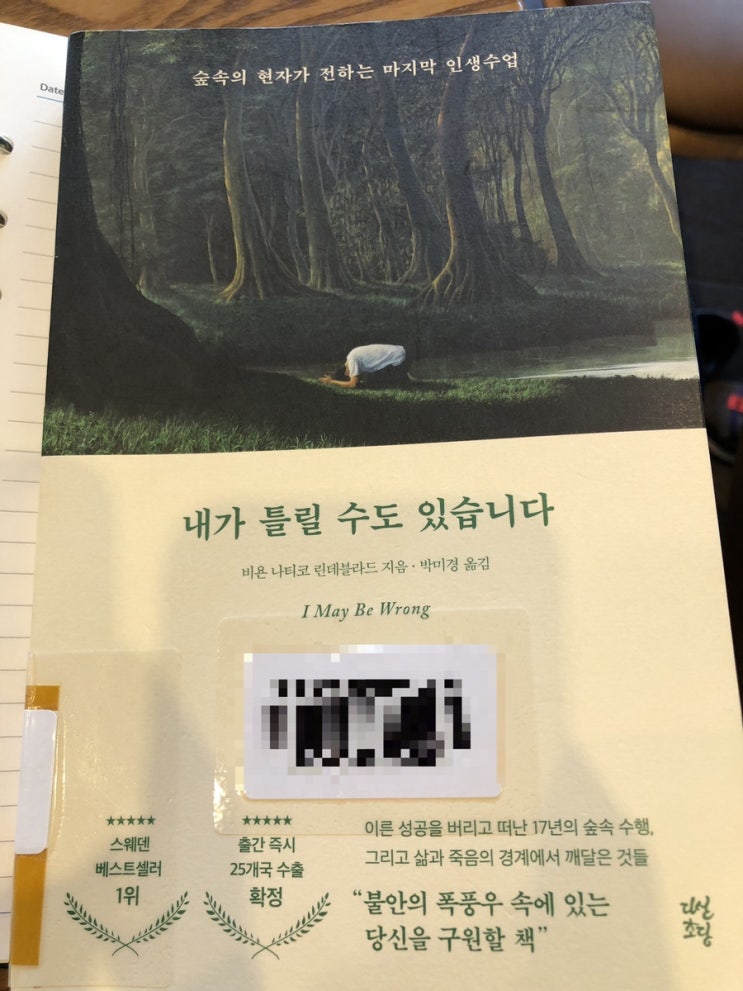 Date
숲속의 현자가 전하는 마지막 인생수업
내가 틀릴 수도 있습니다
비욘 나티코 린데블라드 지음 · 박미경 옮김
I May Be Wrong
★★★★★
스웨덴
베스트셀러
1위
★★★★★
출간 즉시
25개국 수출
확정
이른 성공을 버리고 떠난 17년의 숲속 수행,
그리고 삶과 죽음의 경계에서 깨달은 것들
“불안의 폭풍우 속에 있는
당신을 구원할 책”
다산
초당